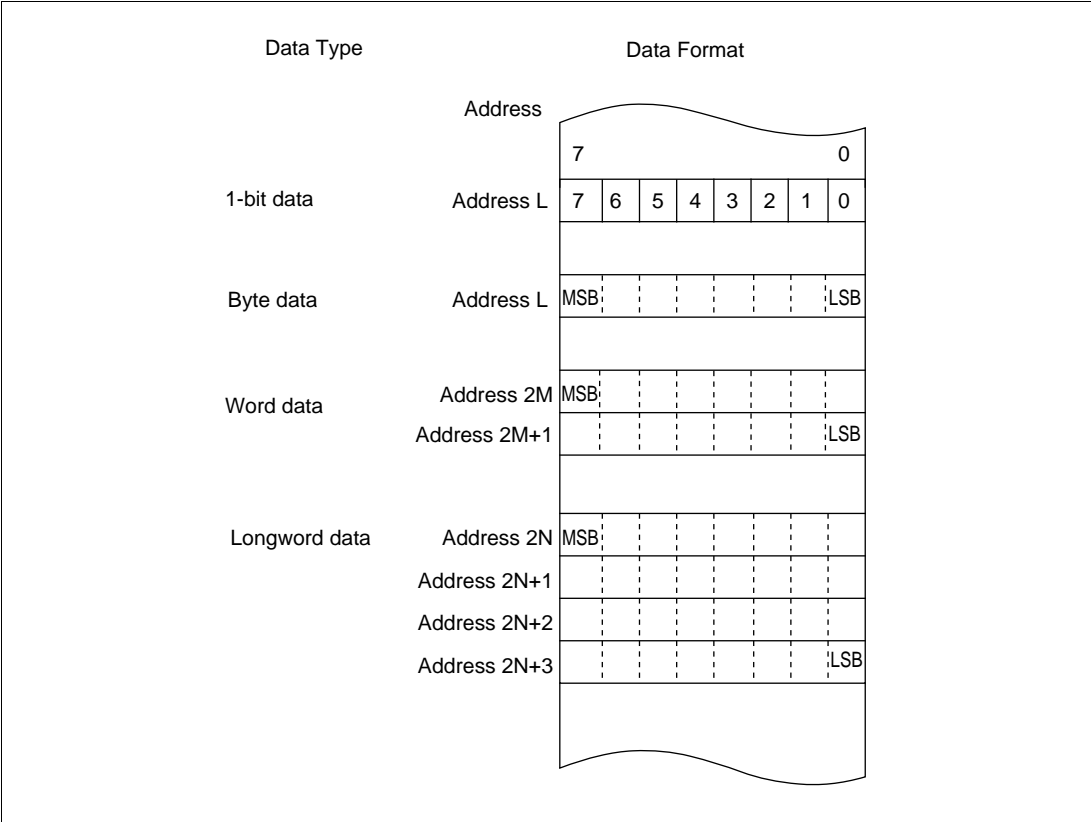 Data Type Data Format
Address
7 0
1-bit data Address L 7 6 5 4 3 2 1 0
Byte data Address L MSB LSB
Address 2M MSB
Word data
Address 2M+1 LSB
Longword data Address 2N MSB
Address 2N+1
Address 2N+2
Address 2N+3 LSB